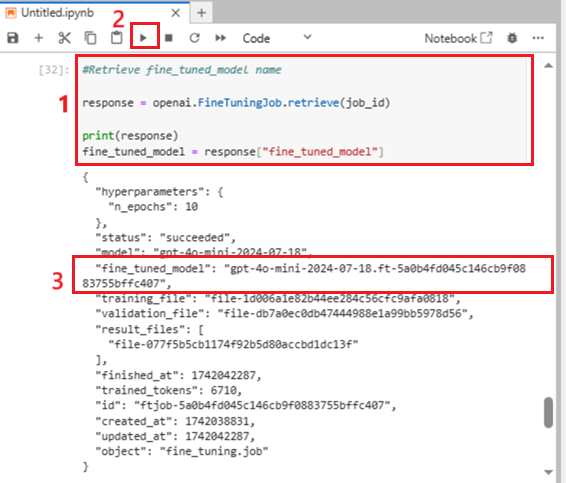 Untitled.ipynb
2
Code
Notebook
[32]:
#Retrieve fine_tuned_model name
1
response = openai.FineTuningJob.retrieve(job_id)
print(response)
fine_tuned_model = response["fine_tuned_model"]
{
"hyperparameters": {
"n_epochs": 10
},
"status": "succeeded",
"model": "gpt-4o-mini-2024-07-18",
3
"fine_tuned_model": "gpt-4o-mini-2024-07-18.ft-5a0b4fd045c146cb9f08
83755bffc407",
"training_file": "file-1d006a1e82b44ee284c56cfc9afa0818",
"validation_file": "file-db7a0ec0db47444988e1a99bb5978d56",
"result_files": [
"file-077f5b5cb1174f92b5d80accbd1dc13f"
],
"finished_at": 1742042287,
"trained_tokens": 6710,
"id": "ftjob-5a0b4fd045c146cb9f0883755bffc407",
"created_at": 1742038831,
"updated_at": 1742042287,
"object": "fine_tuning.job"
}